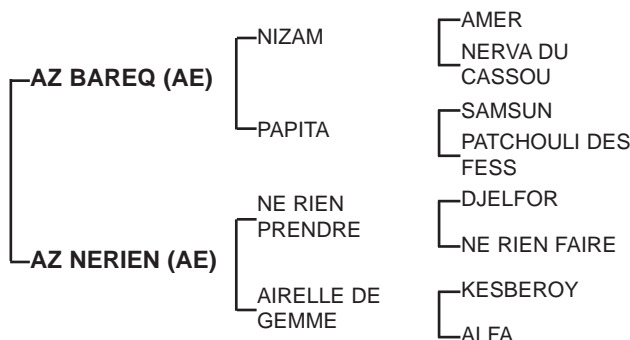 AZ BAREQ (AE)
NIZAM
AMER
NERVA DU
CASSOU
PAPITA
SAMSUN
PATCHOULI DES
FESS
AZ NERIEN (AE)
NE RIEN
PRENDRE
DJELFOR
NE RIEN FAIRE
AIRELLE DE
GEMME
KESBEROY
ALFA